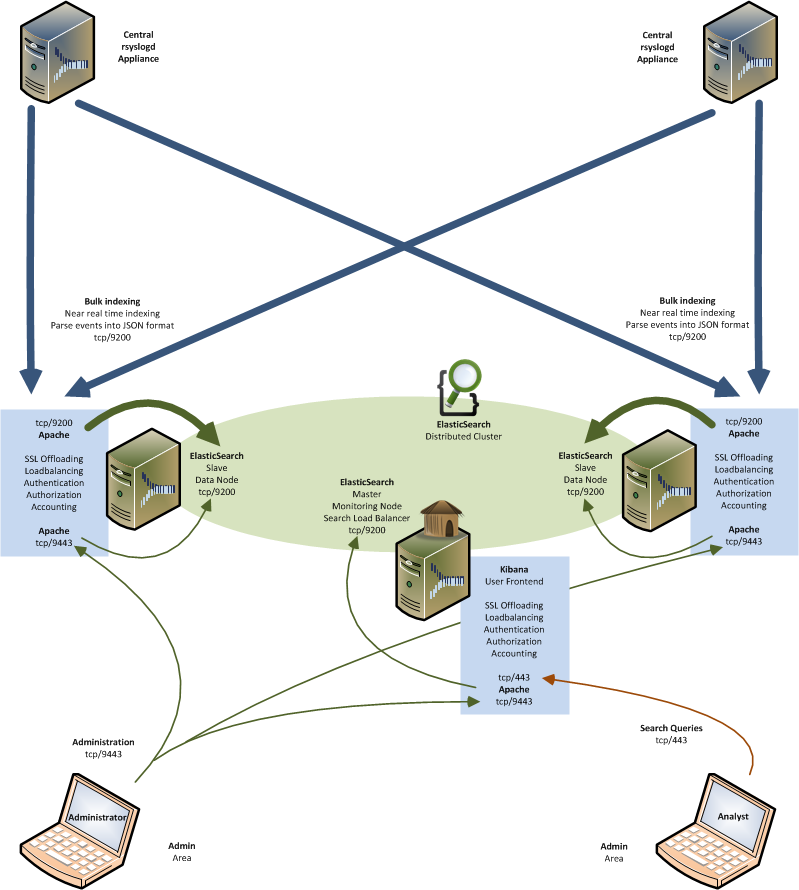 Central
rsyslogd
Appliance
Central
rsyslogd
Appliance
Bulk indexing
Near real time indexing
Parse events into JSON format
tcp/9200
Bulk indexing
Near real time indexing
Parse events into JSON format
tcp/9200
tcp/9200
Apache
SSL Offloading
Loadbalancing
Authentication
Authorization
Accounting
Apache
tcp/9443
ElasticSearch
Slave
Data Node
tcp/9200
ElasticSearch
Distributed Cluster
ElasticSearch
Master
Monitoring Node
Search Load Balancer
tcp/9200
ElasticSearch
Slave
Data Node
tcp/9200
tcp/9200
Apache
SSL Offloading
Loadbalancing
Authentication
Authorization
Accounting
Apache
tcp/9443
Kibana
User Frontend
SSL Offloading
Loadbalancing
Authentication
Authorization
Accounting
tcp/443
Apache
tcp/9443
Administration
tcp/9443
Search Queries
tcp/443
Administrator
Admin
Area
Admin
Area
Analyst